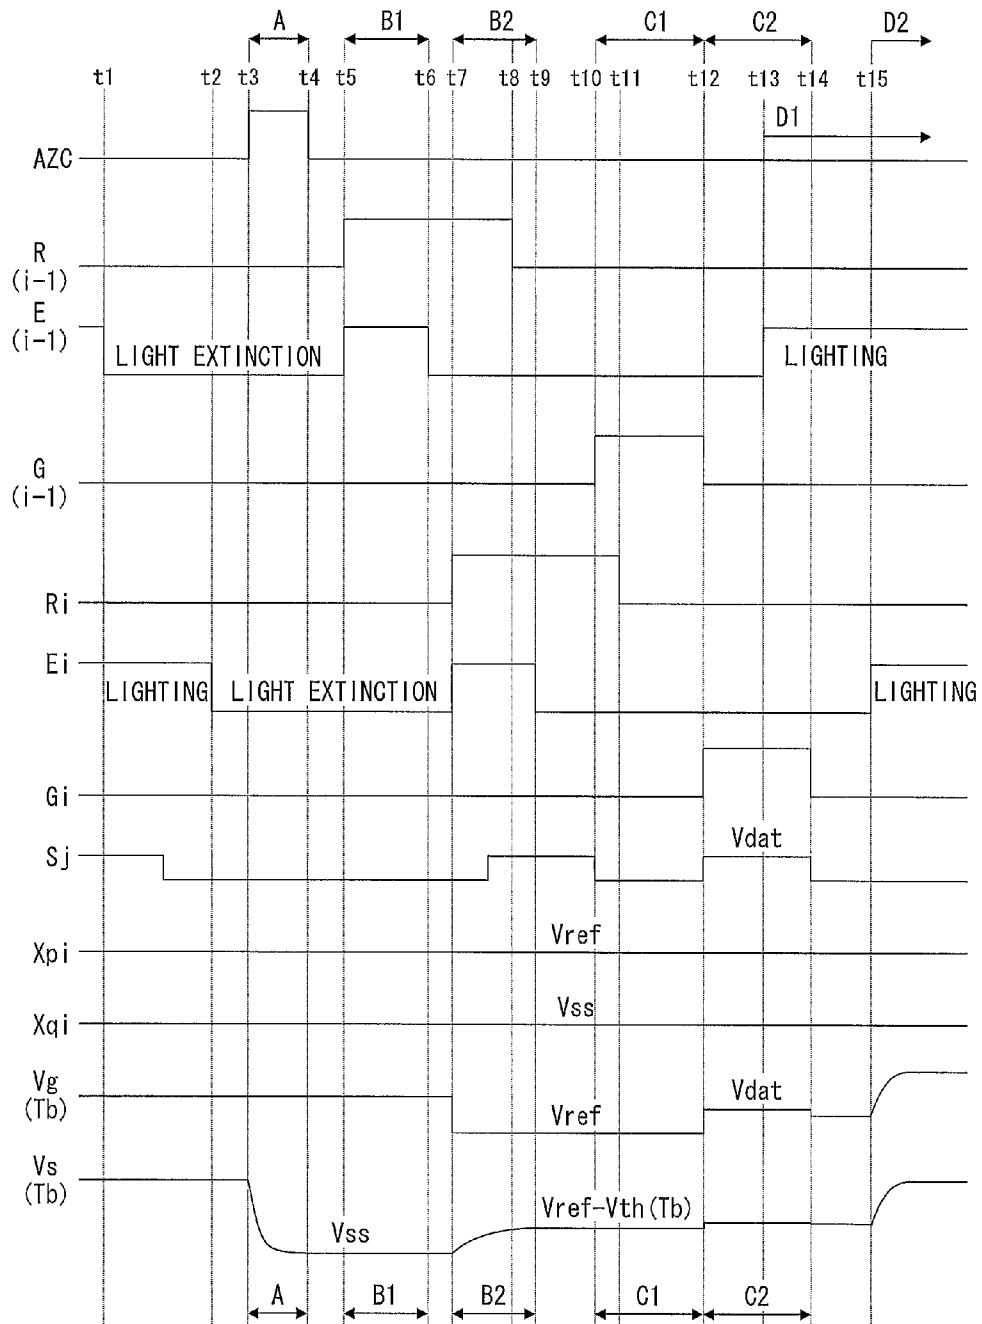 A B1 B2 C1 C2 D2
t1 t2 t3 t4 t5 t6 t7 t8 t9 t10 t11 t12 t13 t14 t15
D1
AZC
R
(i-1)
E
(i-1)
LIGHT EXTINCTION LIGHTING
G
(i-1)
Ri
Ei
LIGHTING LIGHT EXTINCTION LIGHTING
Gi
Sj Vdat
Xpi Vref
Xqi Vss
Vg
(Tb) Vref Vdat
Vs
(Tb) Vss Vref-Vth(Tb)
A B1 B2 C1 C2